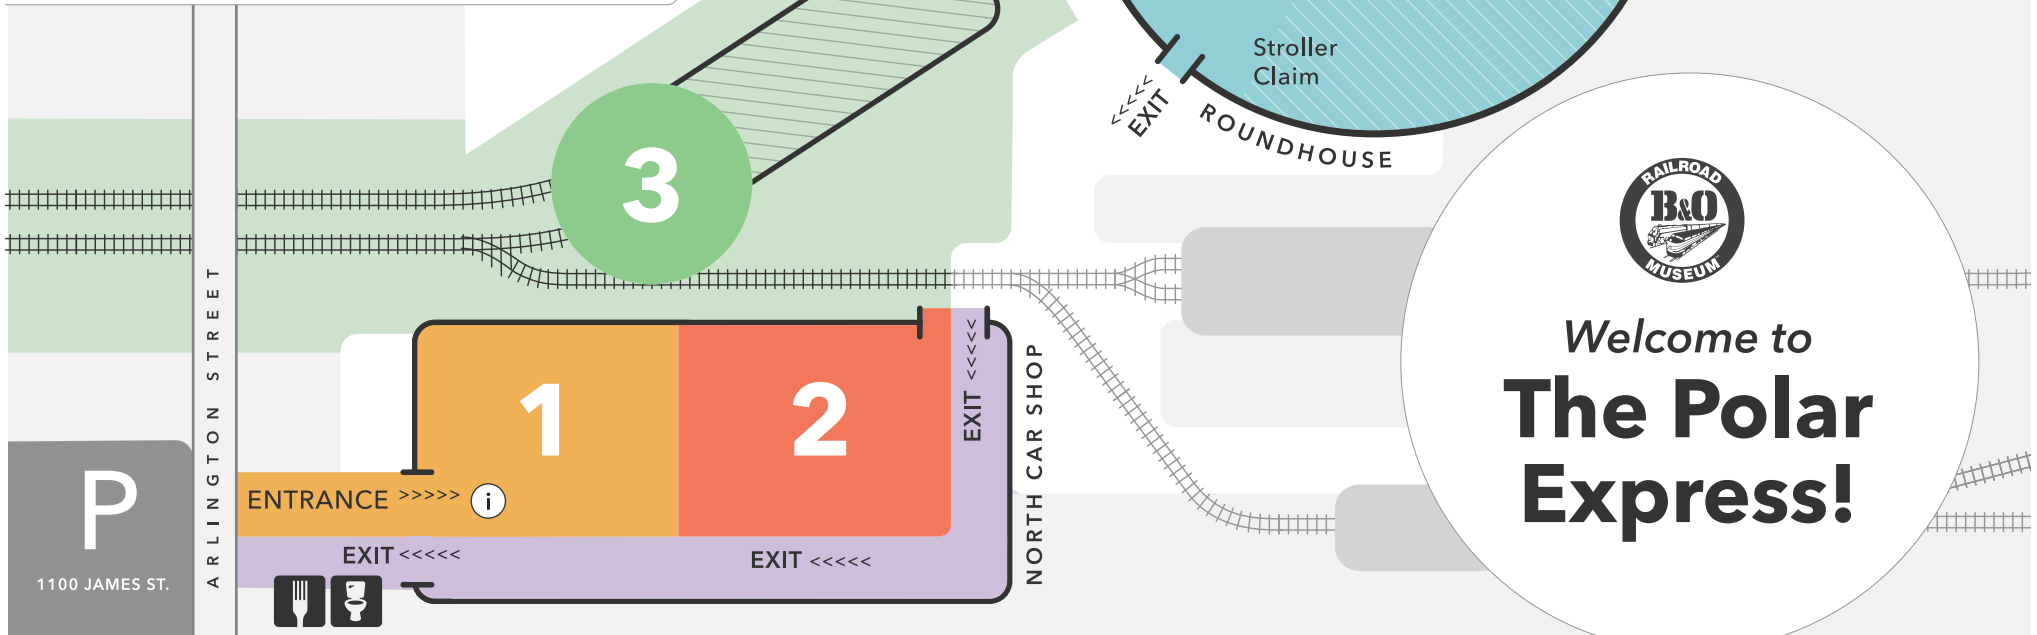 Stroller
Claim
<<<<<
EXIT
ROUNDHOUSE
3
RAILROAD
B&O
MUSEUM
Welcome to
The Polar
Express!
1
2
EXIT <<<<<<
NORTH CAR SHOP
ARLINGTON STREET
ENTRANCE >>>>> i
EXIT <<<<<
EXIT <<<<<
P
1100 JAMES ST.